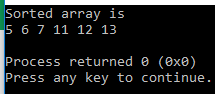 Sorted array is
5 6 7 11 12 13
Process returned 0 (0x0)
Press any key to continue.